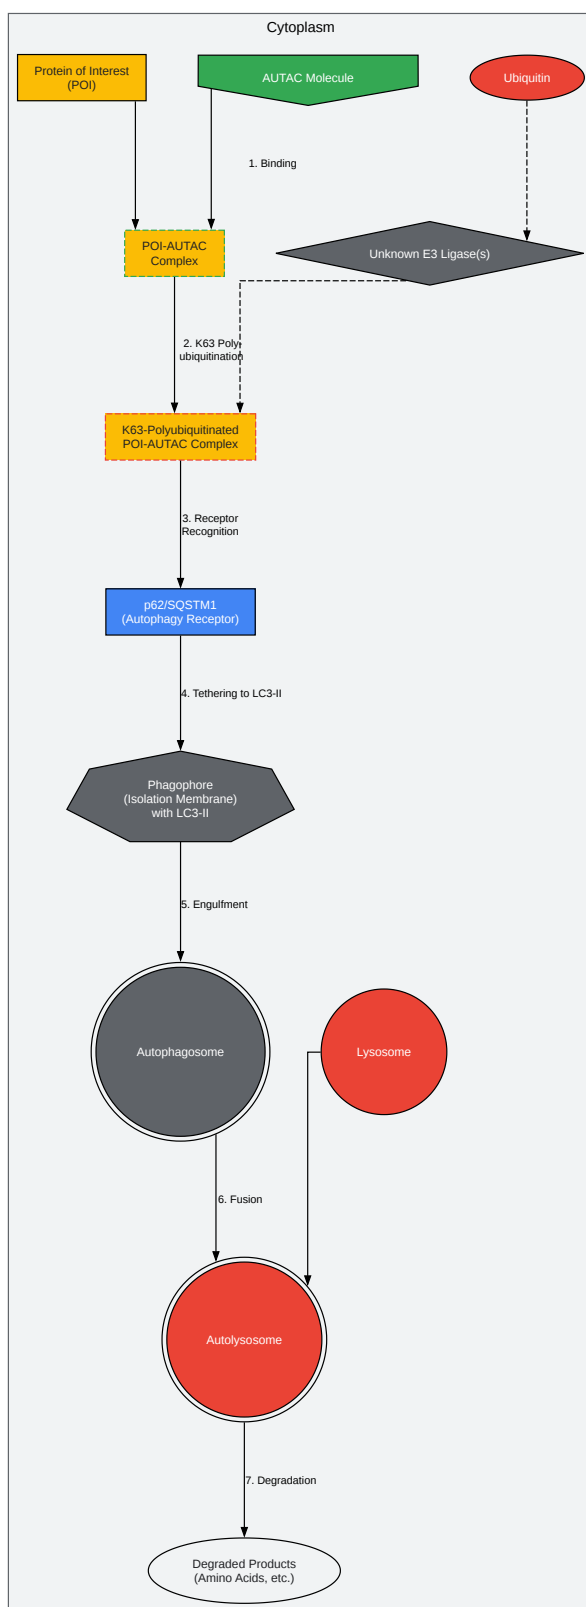 Cytoplasm
Protein of Interest
(POI)
AUTAC Molecule
Ubiquitin
1. Binding
POI-AUTAC
Complex
Unknown E3 Ligase(s)
2. K63 Poly-
ubiquitination
K63-Polyubiquitinated
POI-AUTAC Complex
3. Receptor
Recognition
p62/SQSTM1
(Autophagy Receptor)
4. Tethering to LC3-II
Phagophore
(Isolation Membrane)
with LC3-II
5. Engulfment
Autophagosome
Lysosome
6. Fusion
Autolysosome
7. Degradation
Degraded Products
(Amino Acids, etc.)